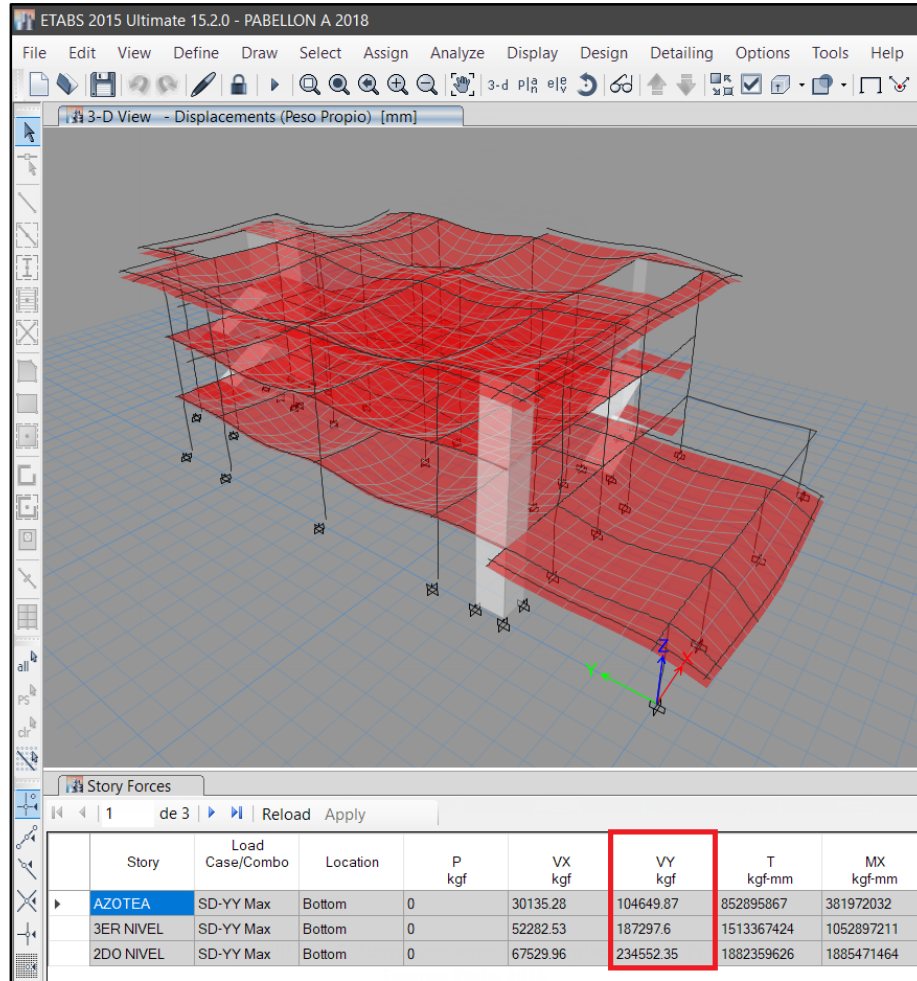 ETABS 2015 Ultimate 15.2.0 - PABELLON A 2018
File Edit View Define Draw Select Assign Analyze Display Design Detailing Options Tools Help
3-d
3-D View - Displacements (Peso Propio) [mm]
Z
X
Y
all
PS
clr
Story Forces
1 de 3 Reload Apply
Story Load Case/Combo Location P kgf VX kgf VY kgf T kgf-mm MX kgf-mm
AZOTEA SD-YY Max Bottom 0 30135.28 104649.87 852895867 381972032
3ER NIVEL SD-YY Max Bottom 0 52282.53 187297.6 1513367424 1052897211
2DO NIVEL SD-YY Max Bottom 0 67529.96 234552.35 1882359626 1885471464